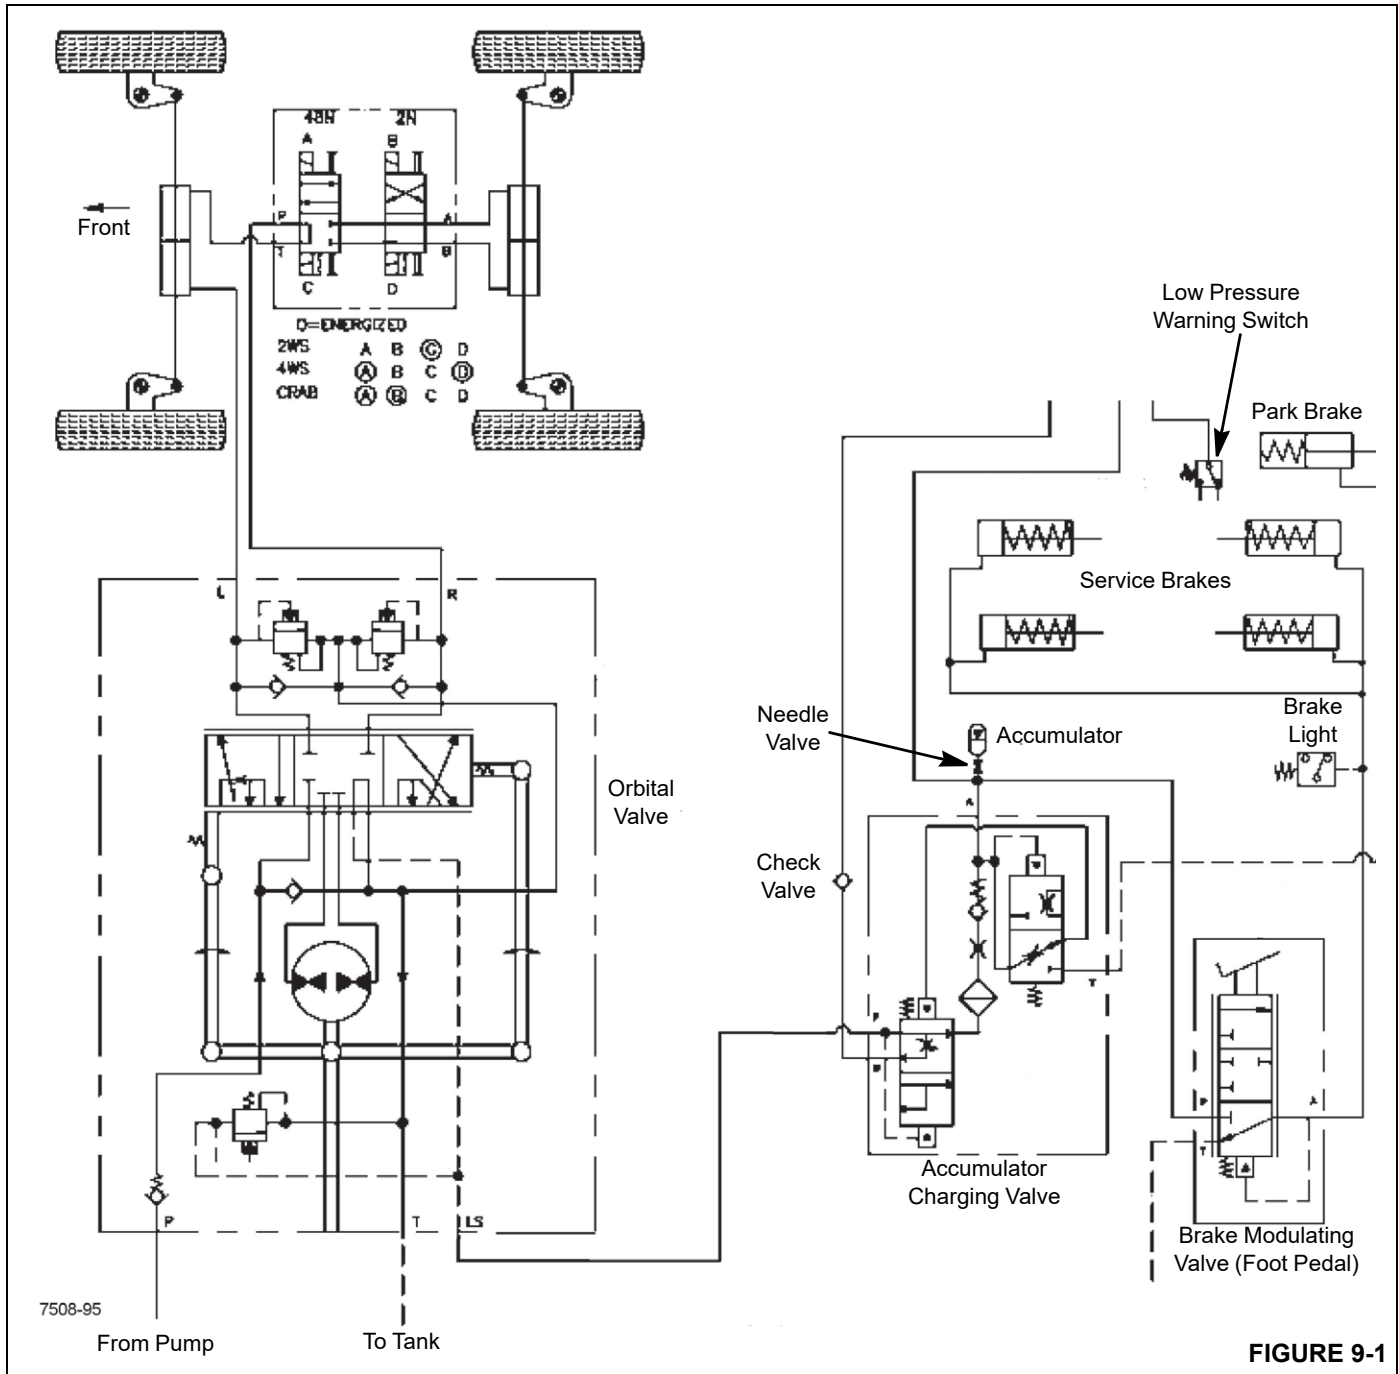 48N 2N
A B
P A
T B
C D
Front
O=ENERGIZED
2WS A B C D
4WS A B C D
CRAB A B C D
Low Pressure
Warning Switch
Park Brake
Service Brakes
L R
Needle
Valve
Accumulator
Brake
Light
Orbital
Valve
A
Check
Valve
T
P
P A
T
Accumulator
Charging Valve
P T LS
Brake Modulating
Valve (Foot Pedal)
7508-95
From Pump
To Tank
FIGURE 9-1